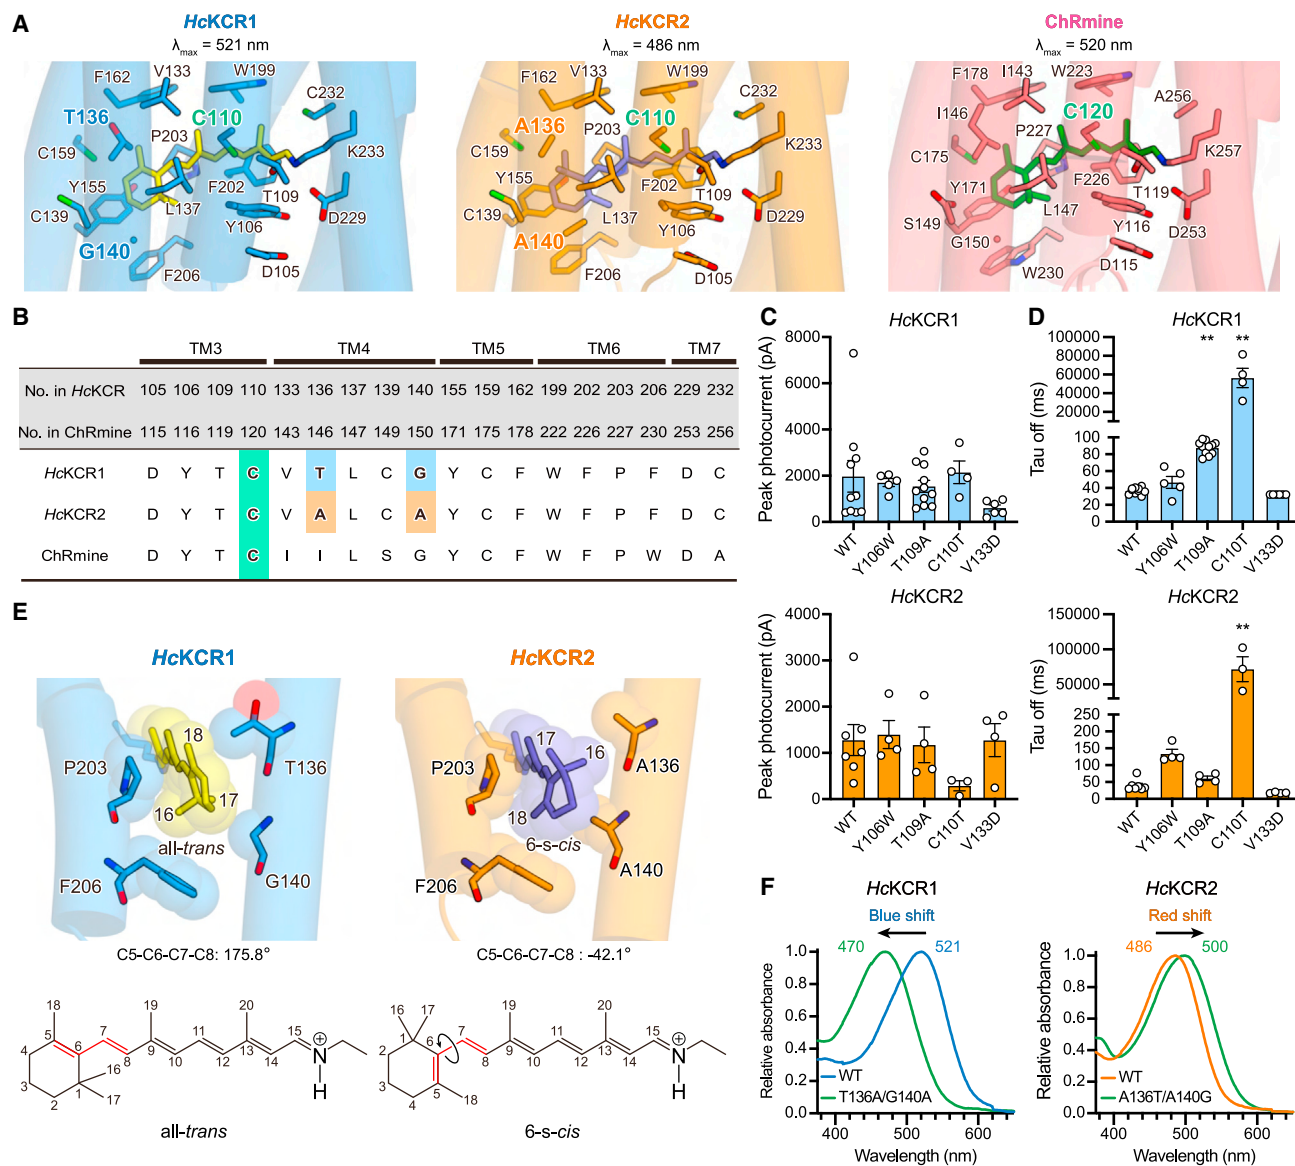 A
HcKCR1
λmax = 521 nm
F162
V133
W199
C232
T136
C110
P203
K233
C159
Y155
F202
T109
C139
L137
Y106
D229
G140
F206
D105
HcKCR2
λmax = 486 nm
F162
V133
W199
C232
A136
C110
P203
K233
C159
Y155
F202
T109
C139
L137
Y106
D229
A140
F206
D105
ChRmine
λmax = 520 nm
F178
I143
W223
A256
I146
C120
P227
K257
C175
Y171
F226
T119
S149
L147
Y116
D253
G150
W230
D115
B
TM3 TM4 TM5 TM6 TM7
No. in HcKCR 105 106 109 110 133 136 137 139 140 155 159 162 199 202 203 206 229 232
No. in ChRmine 115 116 119 120 143 146 147 149 150 171 175 178 222 226 227 230 253 256
HcKCR1 D Y T C V T L C G Y C F W F P F D C
HcKCR2 D Y T C V A L C A Y C F W F P F D C
ChRmine D Y T C I I L S G Y C F W F P W D A
C
HcKCR1
Peak photocurrent (pA)
8000
6000
4000
2000
0
WT Y106W T109A C110T V133D
HcKCR2
Peak photocurrent (pA)
4000
3000
2000
1000
0
WT Y106W T109A C110T V133D
D
HcKCR1
Tau off (ms)
100000
80000
60000
40000
20000
100
80
60
40
20
0
** **
WT Y106W T109A C110T V133D
HcKCR2
Tau off (ms)
150000
100000
50000
250
200
150
100
50
0
**
WT Y106W T109A C110T V133D
E
HcKCR1
18
P203
T136
16
17
all-trans
F206
G140
C5-C6-C7-C8: 175.8°
HcKCR2
17
16
P203
A136
18
6-s-cis
F206
A140
C5-C6-C7-C8 : -42.1°
18 19 20
5 7 9 11 13 15
4 6 8 10 12 14
3 1 16
2 17
N
+
H
all-trans
16 17 19 20
1 7 9 11 13 15
2 6 8 10 12 14
3 5
4 18
N
+
H
6-s-cis
F
HcKCR1
Blue shift
470 521
Relative absorbance
1.0
0.8
0.6
0.4
0.2
0.0
WT
T136A/G140A
400 500 600
Wavelength (nm)
HcKCR2
Red shift
486 500
Relative absorbance
1.0
0.8
0.6
0.4
0.2
0.0
WT
A136T/A140G
400 500 600
Wavelength (nm)